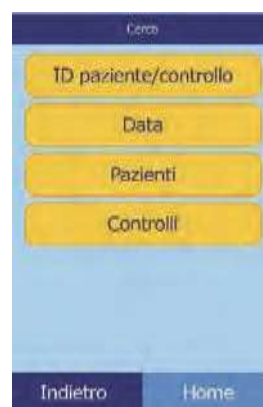 Cerca
ID paziente/controllo
Data
Pazienti
Controlli
Indietro
Home